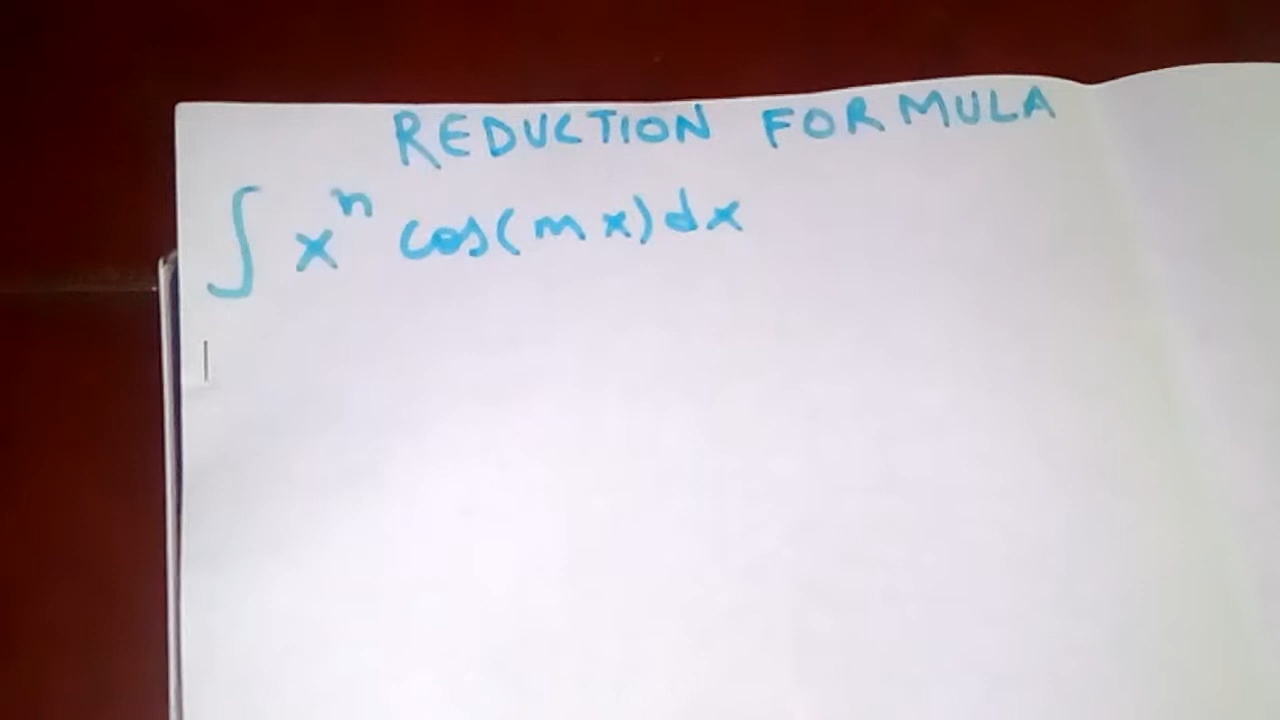 REDUCTION FORMULA
∫ xⁿ cos(mx)dx